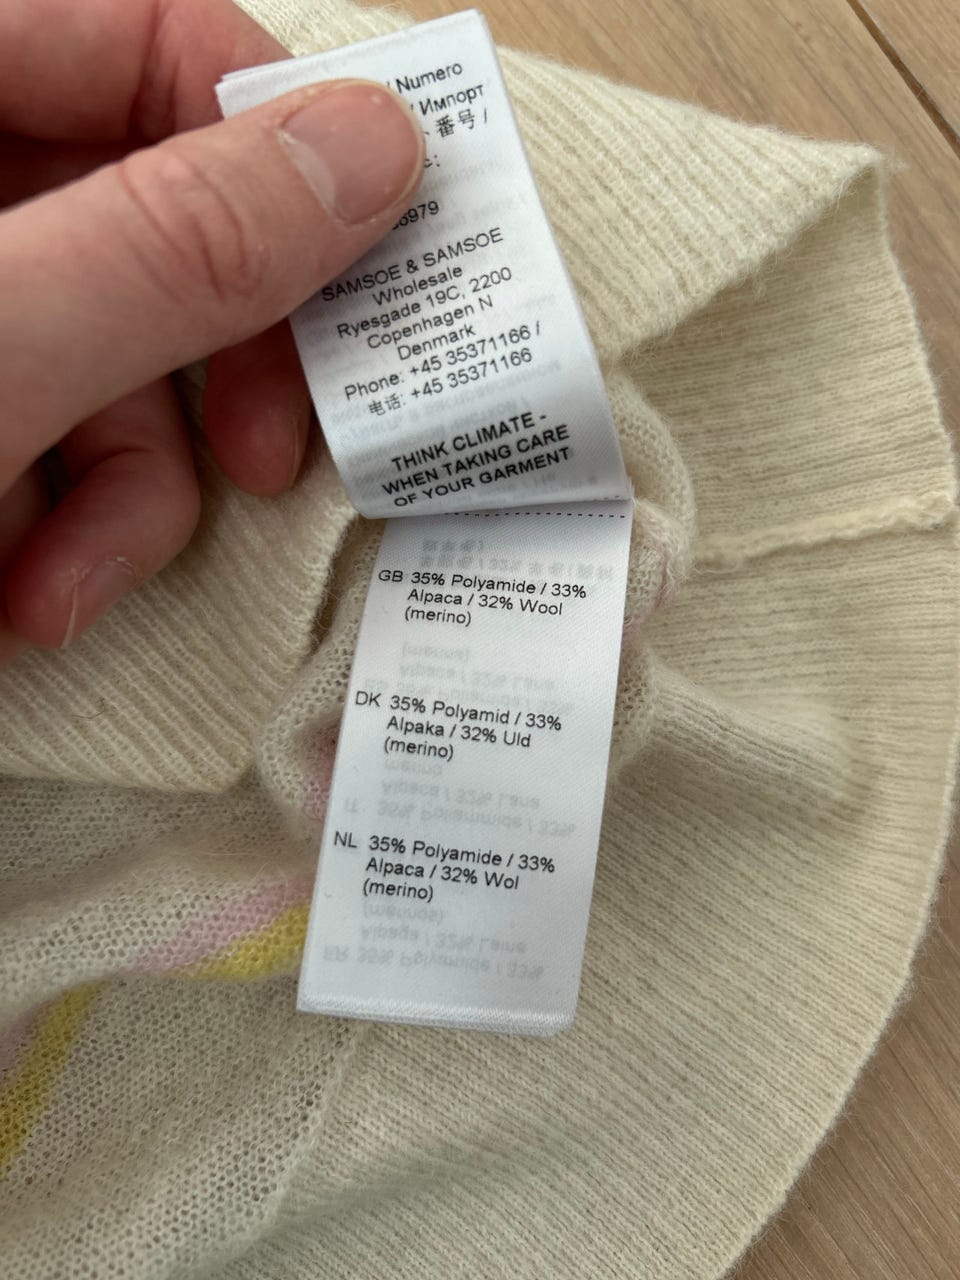 / Numero
/ Импорт
番号 /
6979
SAMSOE & SAMSOE
Wholesale
Ryesgade 19C, 2200
Copenhagen N
Denmark
Phone: +45 35371166 /
电话: +45 35371166
THINK CLIMATE -
WHEN TAKING CARE
OF YOUR GARMENT
GB 35% Polyamide / 33%
Alpaca / 32% Wool
(merino)
DK 35% Polyamid / 33%
Alpaka / 32% Uld
(merino)
NL 35% Polyamide / 33%
Alpaca / 32% Wol
(merino)